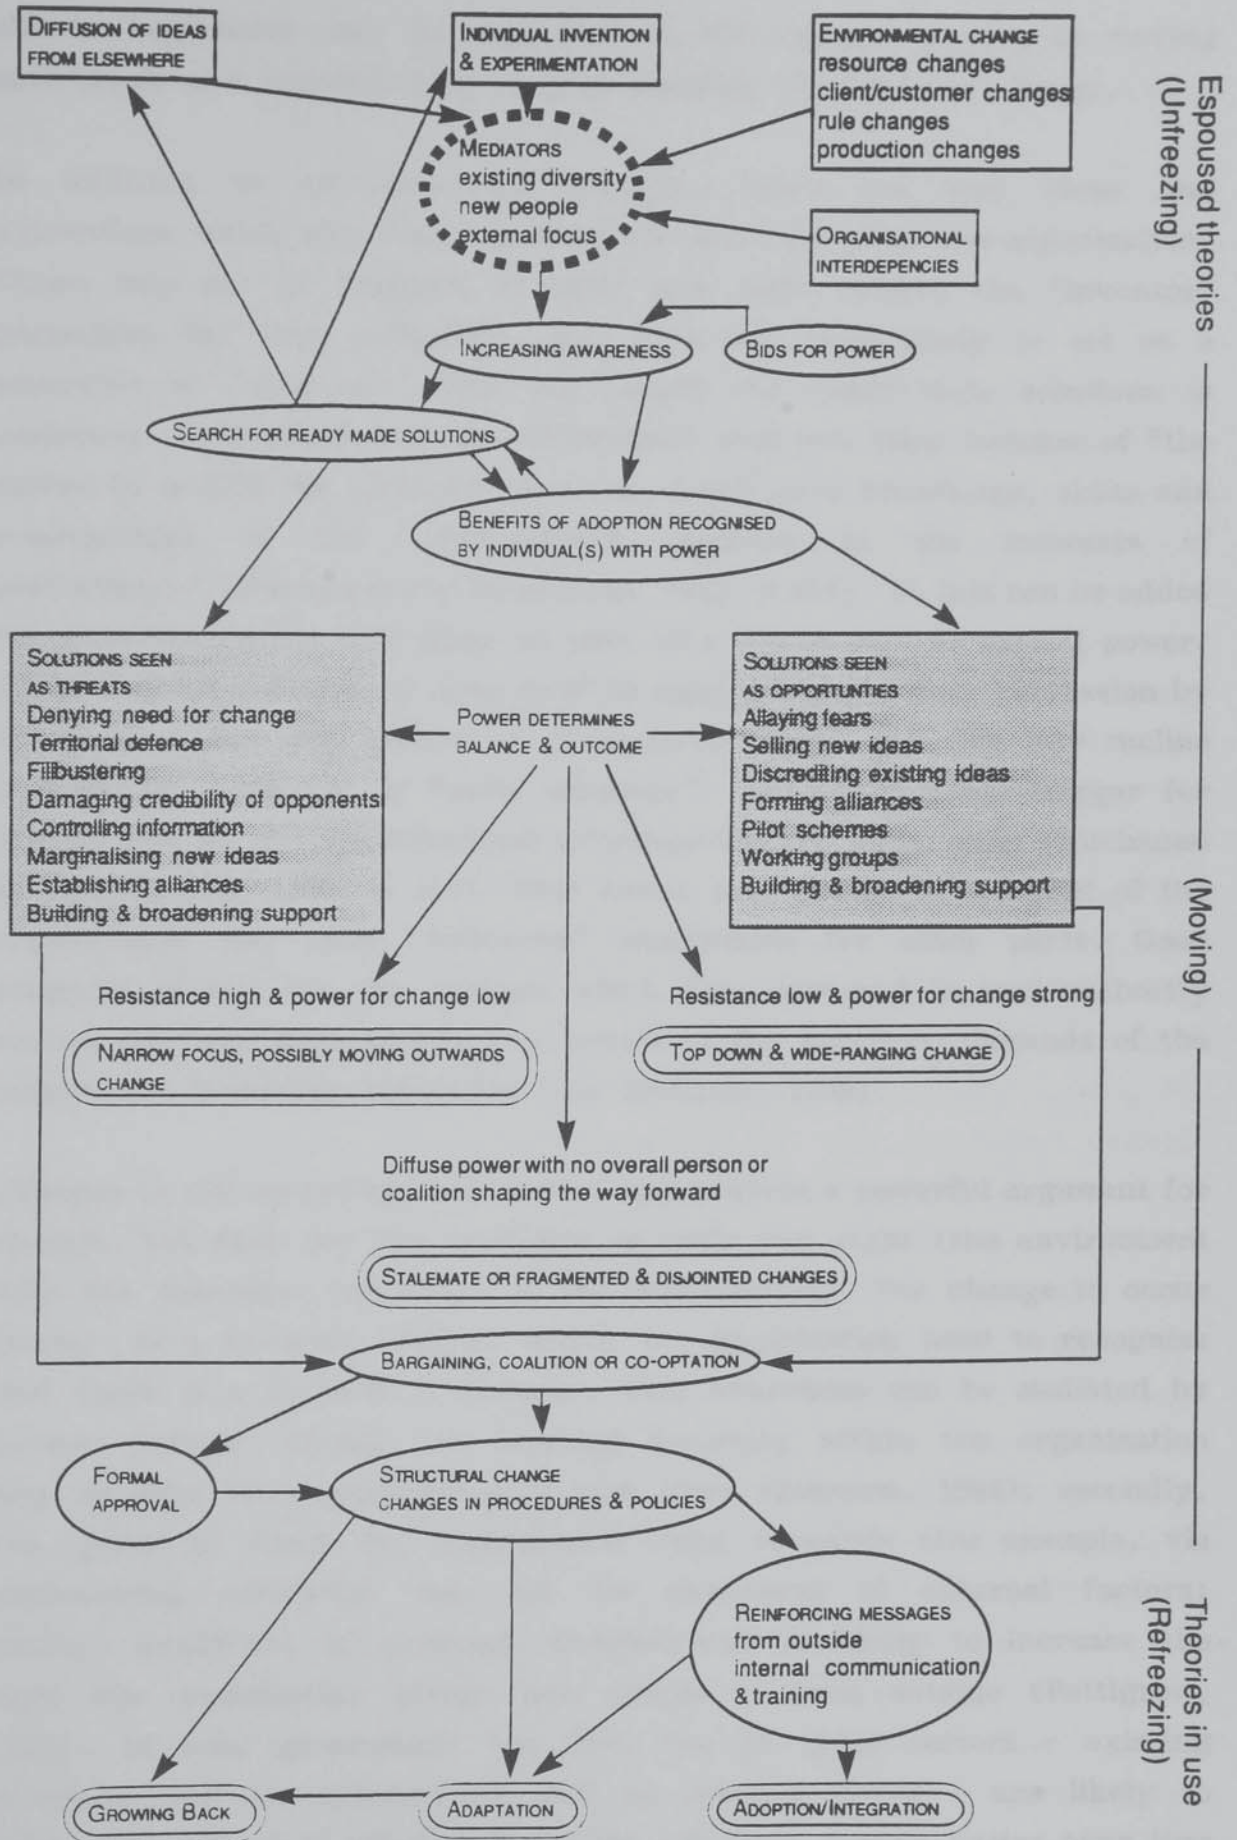 DIFFUSION OF IDEAS
FROM ELSEWHERE
INDIVIDUAL INVENTION
& EXPERIMENTATION
ENVIRONMENTAL CHANGE
resource changes
client/customer changes
rule changes
production changes
MEDIATORS
existing diversity
new people
external focus
ORGANISATIONAL
INTERDEPENCIES
INCREASING AWARENESS
BIDS FOR POWER
SEARCH FOR READY MADE SOLUTIONS
BENEFITS OF ADOPTION RECOGNISED
BY INDIVIDUAL(S) WITH POWER
SOLUTIONS SEEN
AS THREATS
Denying need for change
Territorial defence
Fillbustering
Damaging credibility of opponents
Controlling information
Marginalising new ideas
Establishing alliances
Building & broadening support
POWER DETERMINES
BALANCE & OUTCOME
SOLUTIONS SEEN
AS OPPORTUNTIES
Allaying fears
Selling new ideas
Discrediting existing ideas
Forming alliances
Pilot schemes
Working groups
Building & broadening support
Resistance high & power for change low
NARROW FOCUS, POSSIBLY MOVING OUTWARDS
CHANGE
Resistance low & power for change strong
TOP DOWN & WIDE-RANGING CHANGE
Diffuse power with no overall person or
coalition shaping the way forward
STALEMATE OR FRAGMENTED & DISJOINTED CHANGES
BARGAINING, COALITION OR CO-OPTATION
FORMAL
APPROVAL
STRUCTURAL CHANGE
CHANGES IN PROCEDURES & POLICIES
REINFORCING MESSAGES
from outside
internal communication
& training
GROWING BACK
ADAPTATION
ADOPTION/INTEGRATION
Espoused theories
(Unfreezing)
(Moving)
Theories in use
(Refreezing)